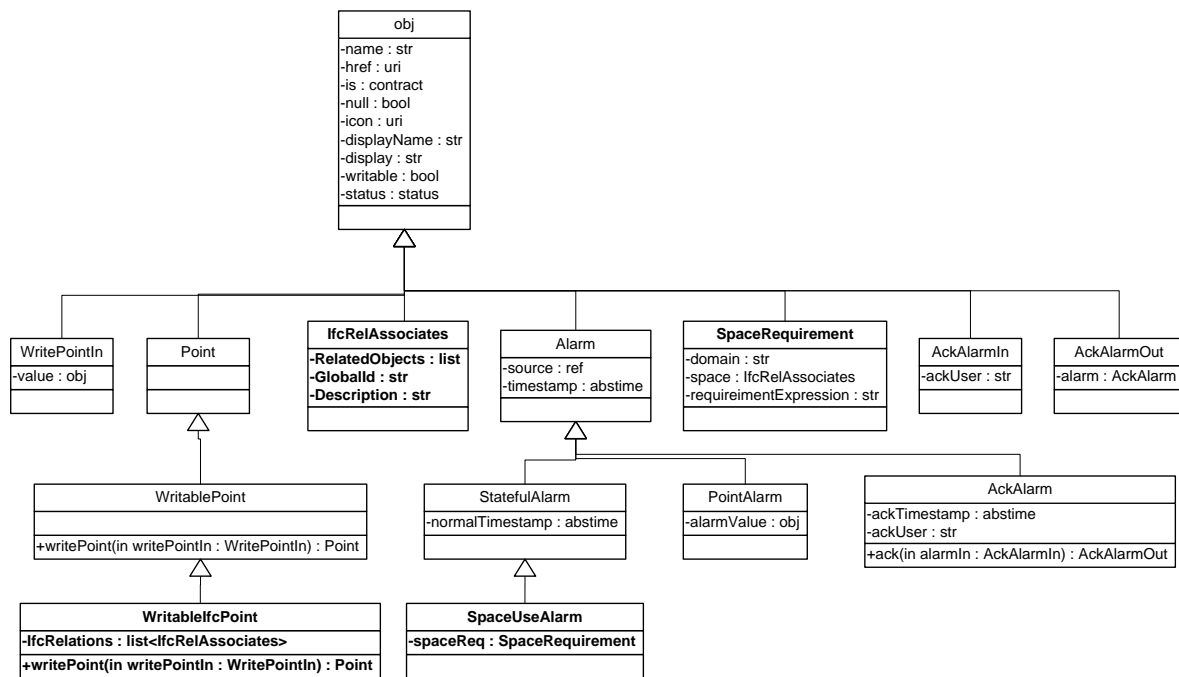 obj
-name : str
-href : uri
-is : contract
-null : bool
-icon : uri
-displayName : str
-display : str
-writable : bool
-status : status
WritePointIn
-value : obj
Point
IfcRelAssociates
-RelatedObjects : list
-GlobalId : str
-Description : str
Alarm
-source : ref
-timestamp : abstime
SpaceRequirement
-domain : str
-space : IfcRelAssociates
-requireimentExpression : str
AckAlarmIn
-ackUser : str
AckAlarmOut
-alarm : AckAlarm
WritablePoint
+writePoint(in writePointIn : WritePointIn) : Point
StatefulAlarm
-normalTimestamp : abstime
PointAlarm
-alarmValue : obj
AckAlarm
-ackTimestamp : abstime
-ackUser : str
+ack(in alarmIn : AckAlarmIn) : AckAlarmOut
WritableIfcPoint
-IfcRelations : list<IfcRelAssociates>
+writePoint(in writePointIn : WritePointIn) : Point
SpaceUseAlarm
-spaceReq : SpaceRequirement